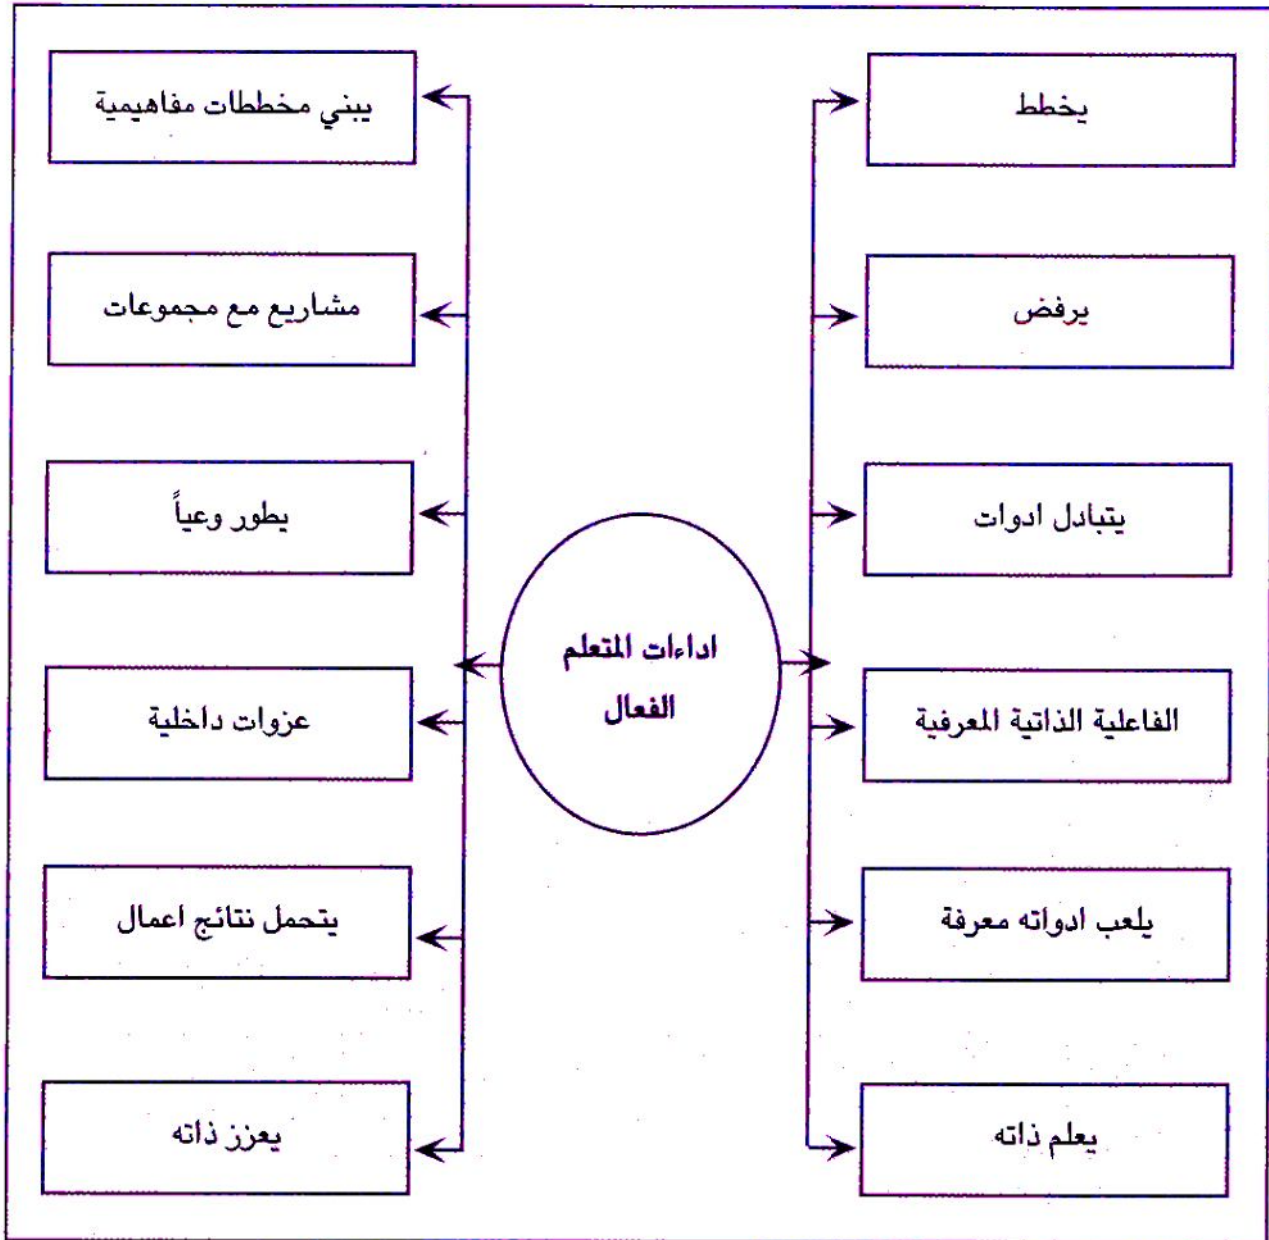 يخطط
يرفض
يتبادل ادوات
الفاعلية الذاتية المعرفية
يلعب ادواته معرفة
يعلم ذاته
اداءات المتعلم
الفعال
يبني مخططات مفاهيمية
مشاريع مع مجموعات
يطور وعياً
عزوات داخلية
يتحمل نتائج اعمال
يعزز ذاته